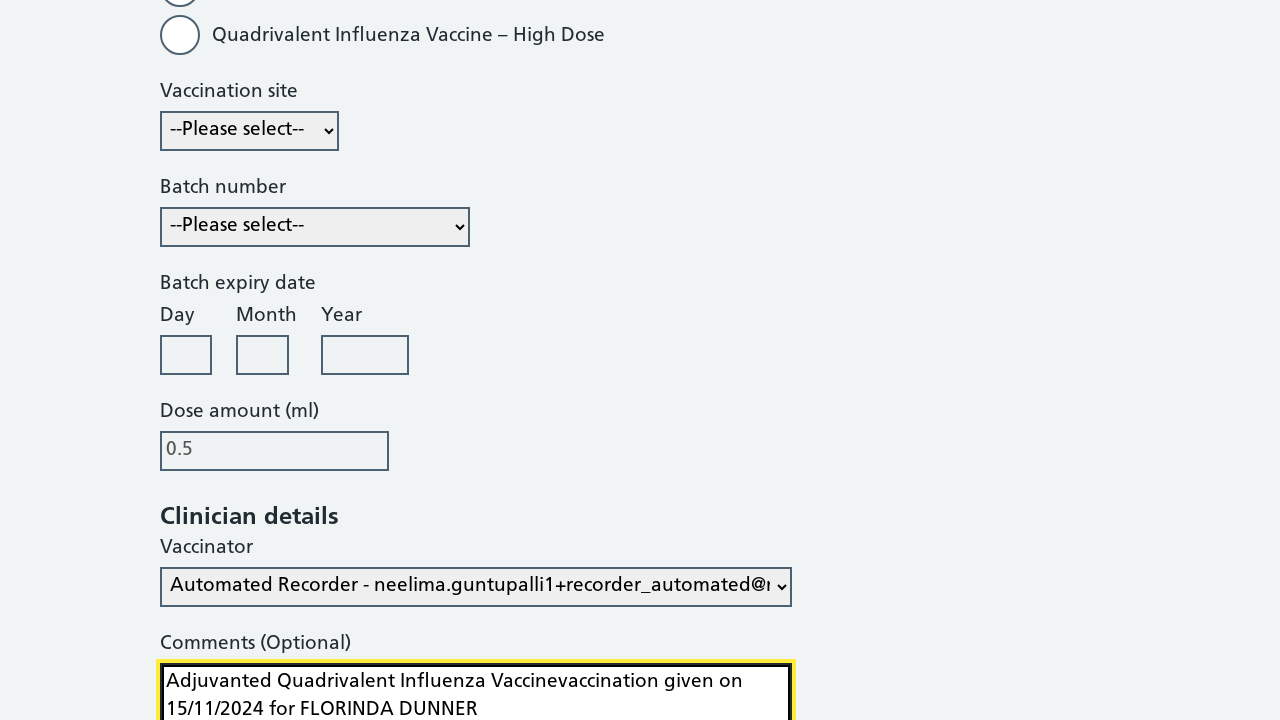 Quadrivalent Influenza Vaccine – High Dose
Vaccination site
--Please select--
Batch number
--Please select--
Batch expiry date
Day Month Year
Dose amount (ml)
0.5
Clinician details
Vaccinator
Automated Recorder - neelima.guntupalli1+recorder_automated@
Comments (Optional)
Adjuvanted Quadrivalent Influenza Vaccinevaccination given on
15/11/2024 for FLORINDA DUNNER